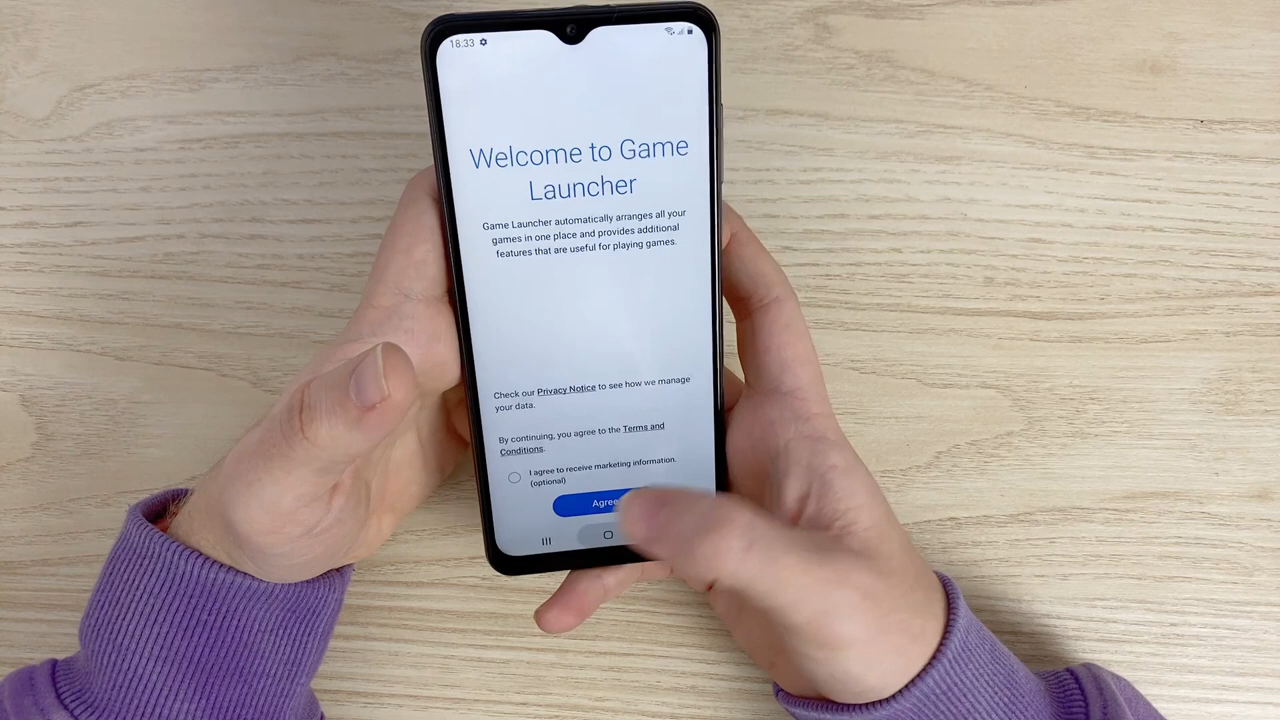 18:33
Welcome to Game
Launcher
Game Launcher automatically arranges all your
games in one place and provides additional
features that are useful for playing games.
Check our Privacy Notice to see how we manage
your data.
By continuing, you agree to the Terms and
Conditions.
I agree to receive marketing information.
(optional)
Agree